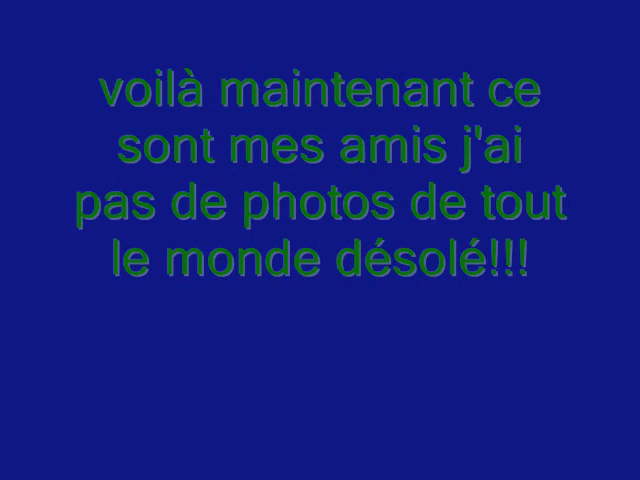 voilà maintenant ce
sont mes amis j'ai
pas de photos de tout
le monde désolé!!!